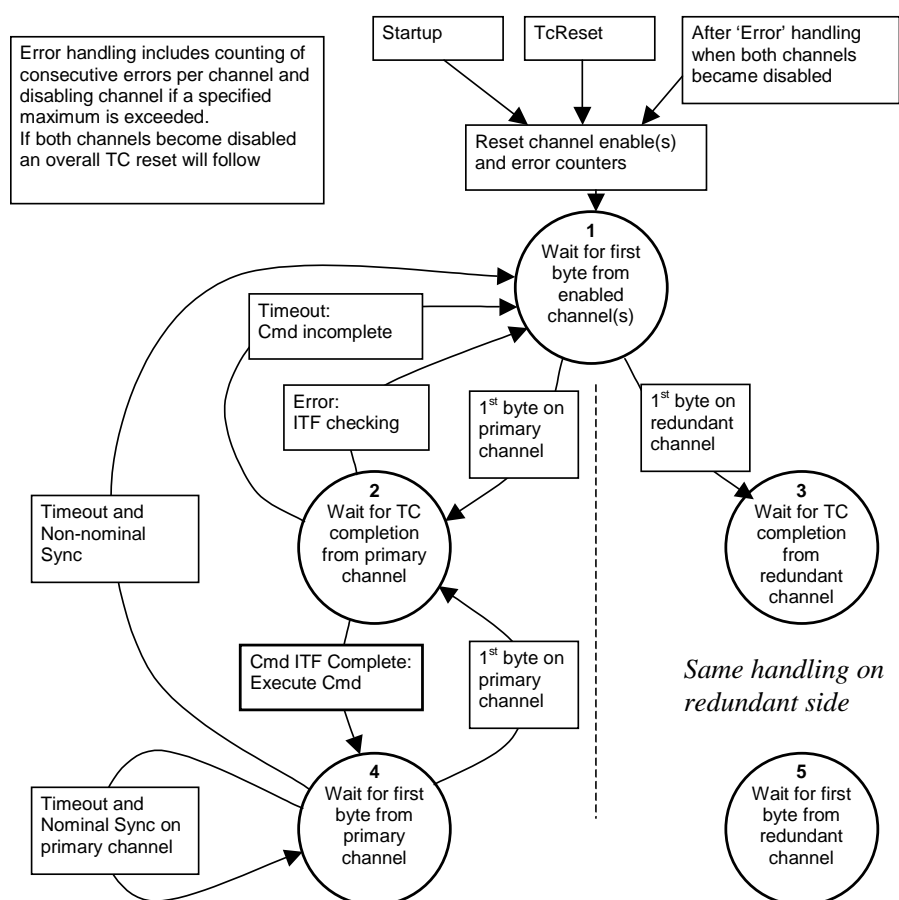 Error handling includes counting of
consecutive errors per channel and
disabling channel if a specified
maximum is exceeded.
If both channels become disabled
an overall TC reset will follow
Startup
TcReset
After ‘Error’ handling
when both channels
became disabled
Reset channel enable(s)
and error counters
1
Wait for first
byte from
enabled
channel(s)
Timeout:
Cmd incomplete
Error:
ITF checking
1st byte on
primary
channel
1st byte on
redundant
channel
Timeout and
Non-nominal
Sync
2
Wait for TC
completion
from primary
channel
3
Wait for TC
completion
from
redundant
channel
Cmd ITF Complete:
Execute Cmd
1st byte on
primary
channel
Same handling on
redundant side
Timeout and
Nominal Sync on
primary channel
4
Wait for first
byte from
primary
channel
5
Wait for first
byte from
redundant
channel